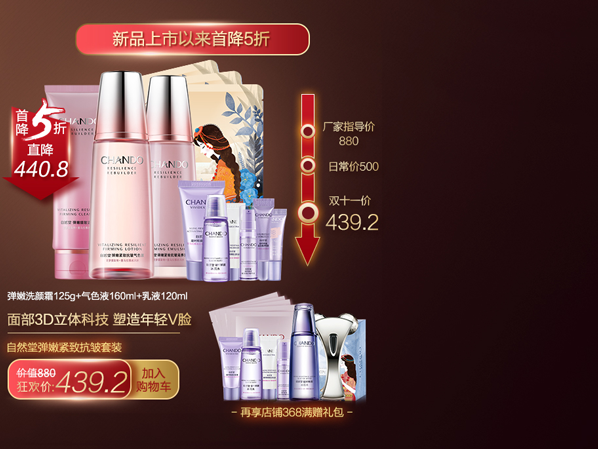 新品上市以来首降5折
首降5折
直降
440.8
CHANDO
RESILIENCE
REBUILDER
VITALIZING RESILIE
FIRMING LOTION
CHANDO
RESILIENCE
REBUILDER
FIRMING EMULSION
厂家指导价
880
日常价500
双十一价
439.2
弹嫩洗颜霜125g+气色液160ml+乳液120ml
面部3D立体科技 塑造年轻V脸
自然堂弹嫩紧致抗皱套装
价值880
狂欢价:439.2
加入
购物车
CHANDO
CHANDO
CHANDO
- 再享店铺368满赠礼包 -